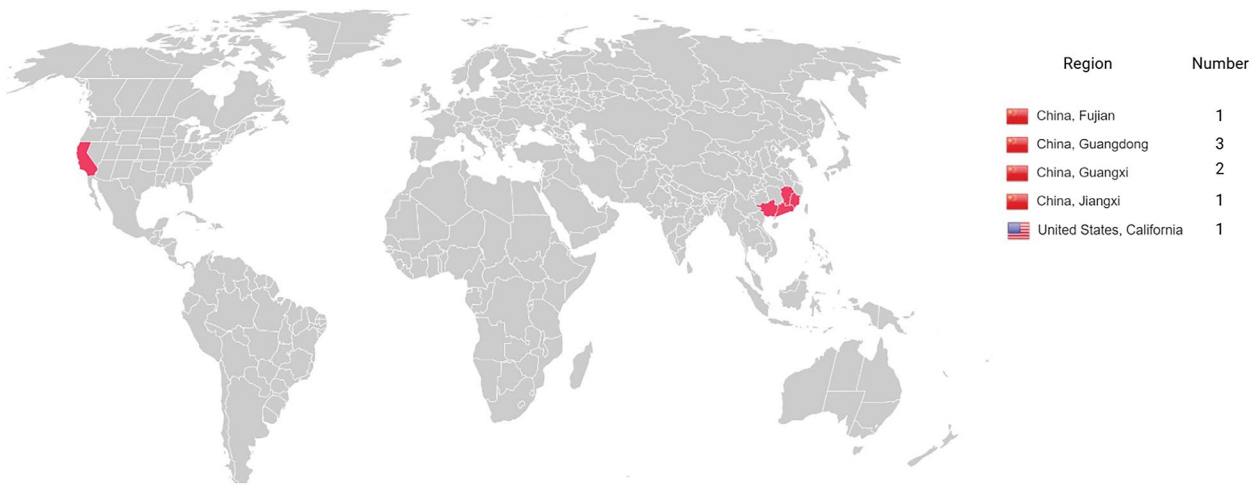 Region Number
China, Fujian 1
China, Guangdong 3
China, Guangxi 2
China, Jiangxi 1
United States, California 1